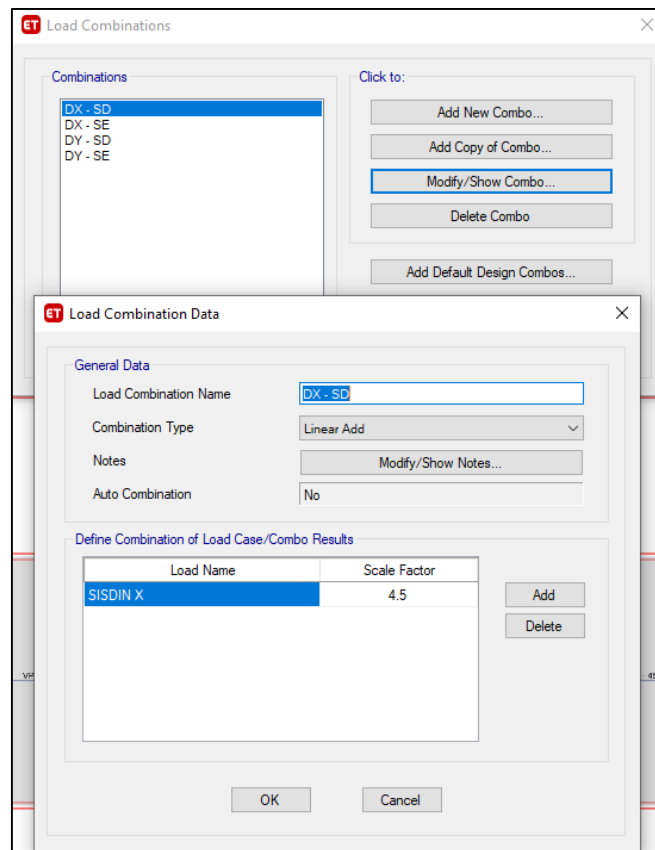 ET Load Combinations
Combinations
Click to:
DX - SD
DX - SE
DY - SD
DY - SE
Add New Combo...
Add Copy of Combo...
Modify/Show Combo...
Delete Combo
Add Default Design Combos...
ET Load Combination Data
General Data
Load Combination Name DX - SD
Combination Type Linear Add
Notes Modify/Show Notes...
Auto Combination No
Define Combination of Load Case/Combo Results
Load Name Scale Factor
SISDIN X 4.5
Add
Delete
OK Cancel